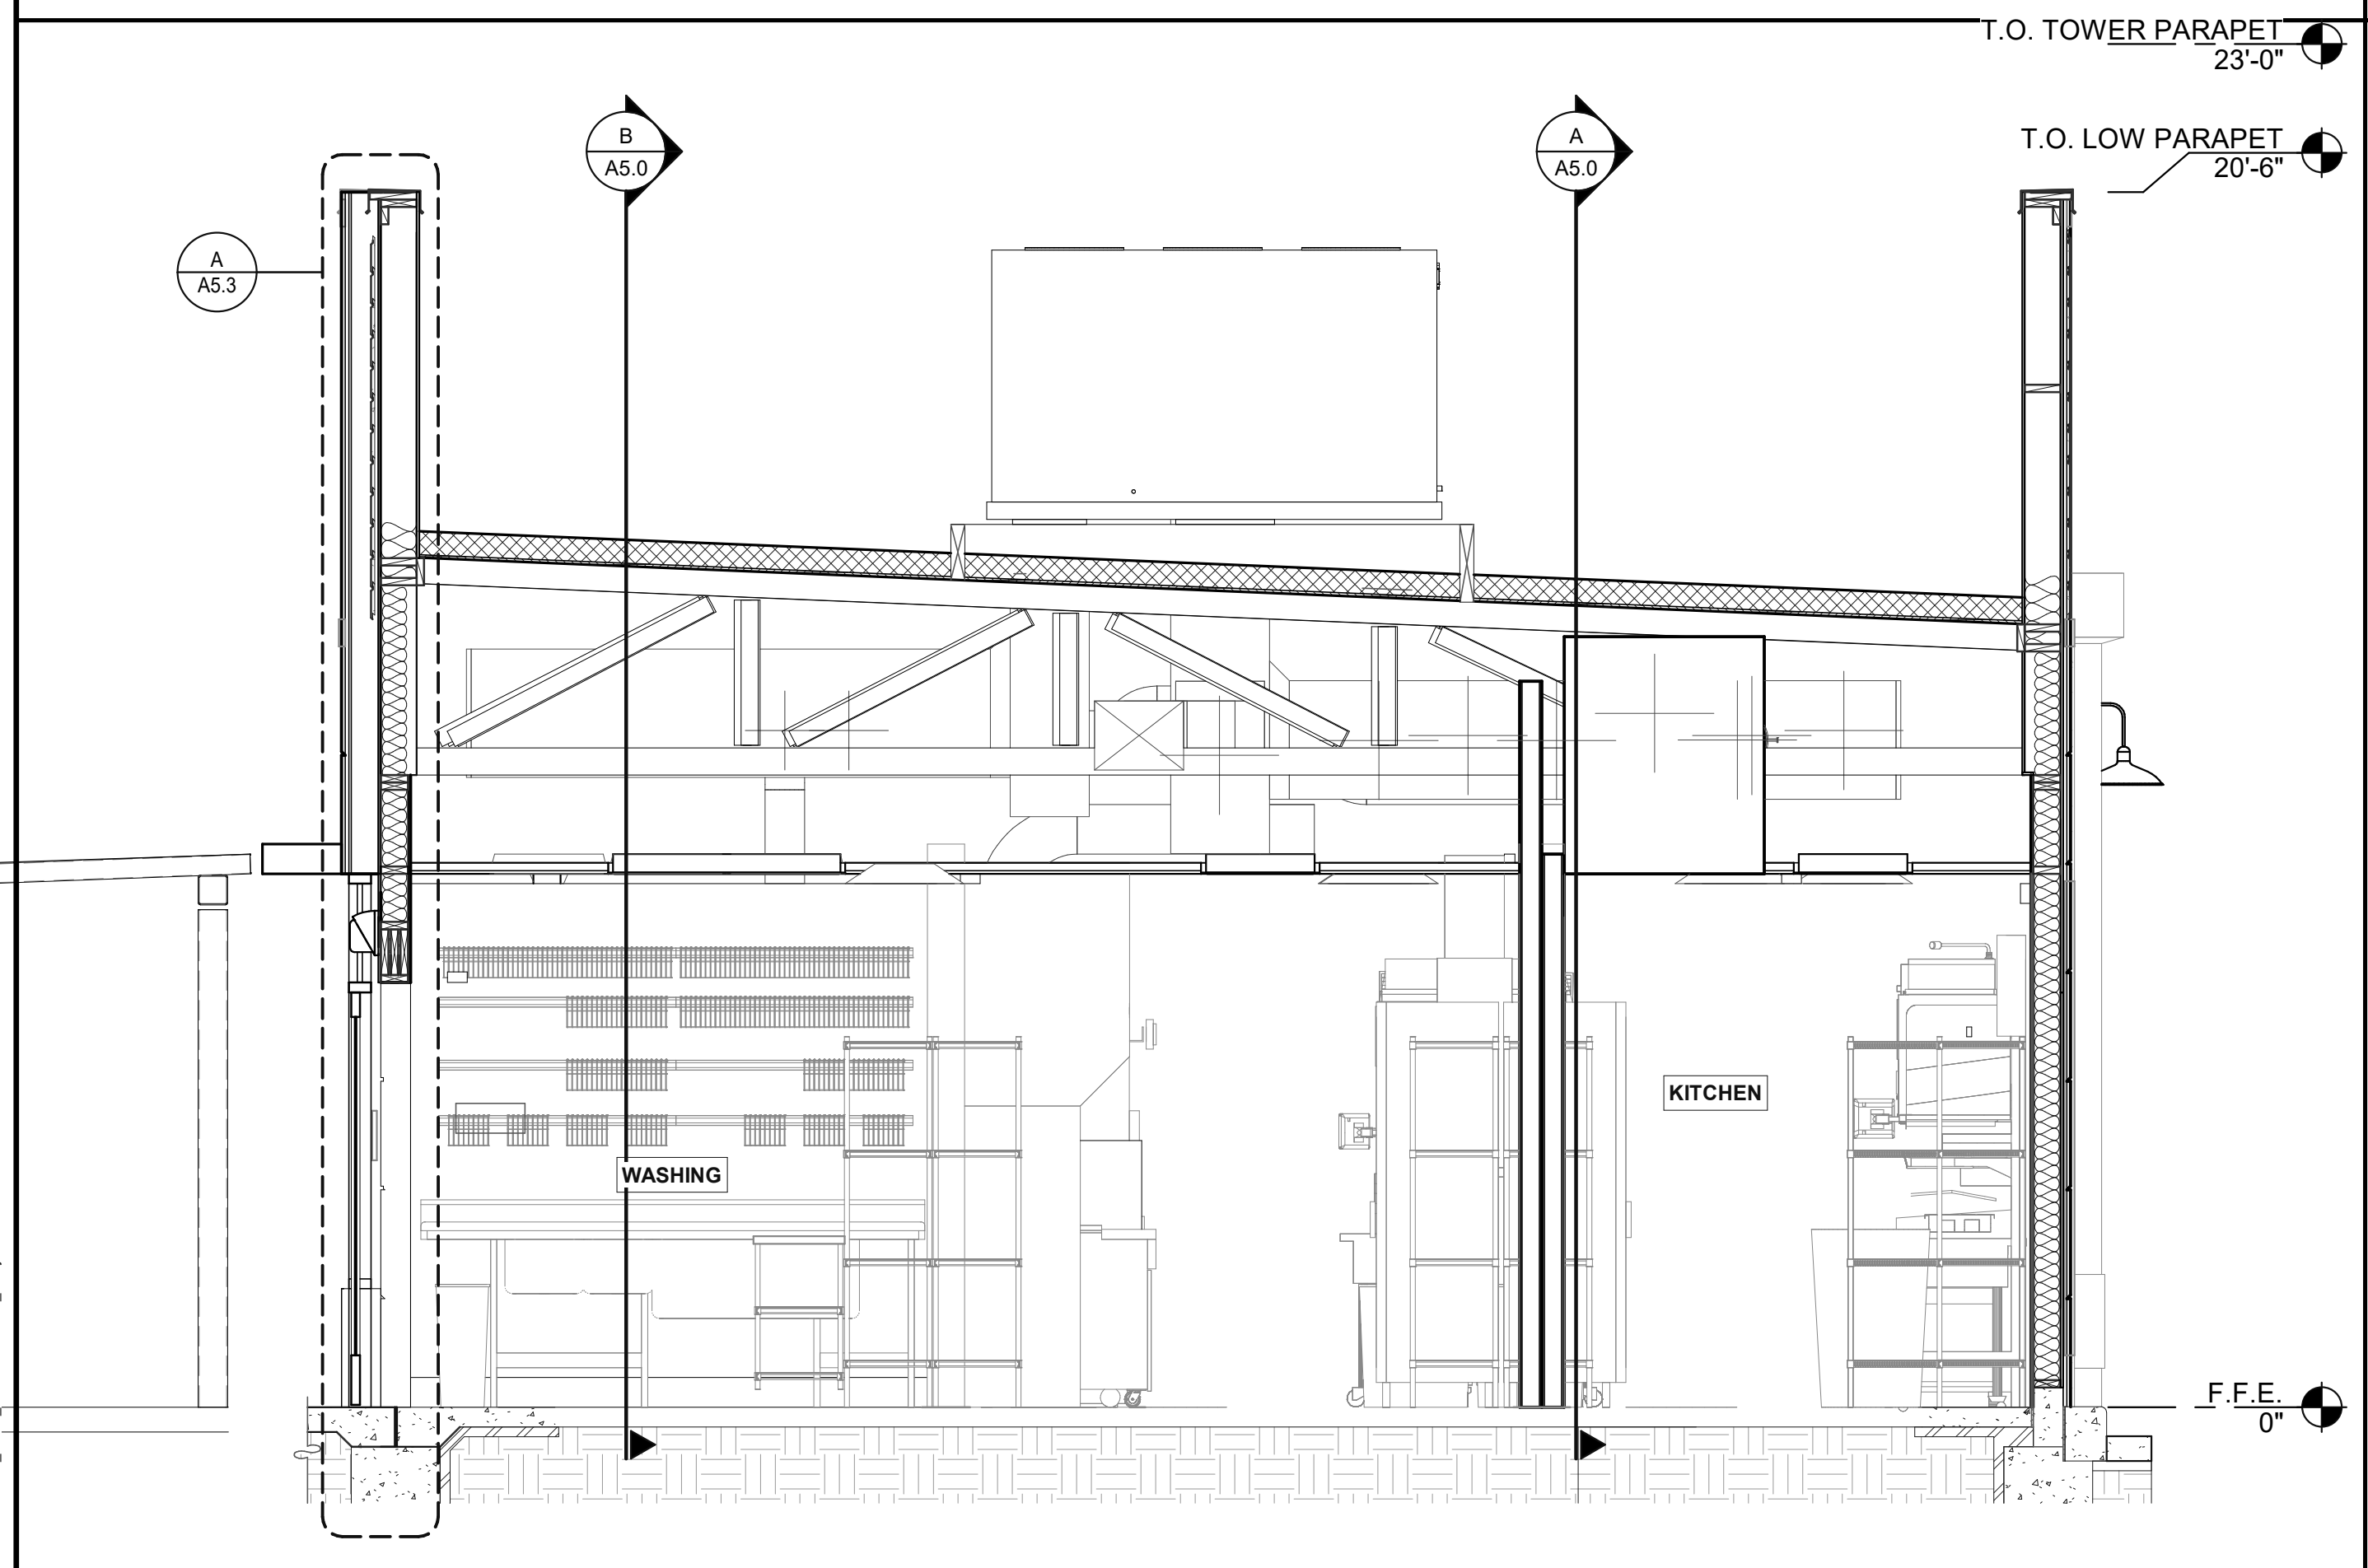 T.O. TOWER PARAPET
23'-0"
T.O. LOW PARAPET
20'-6"
B
A5.0
A
A5.0
A
A5.3
KITCHEN
WASHING
F.F.E.
0"